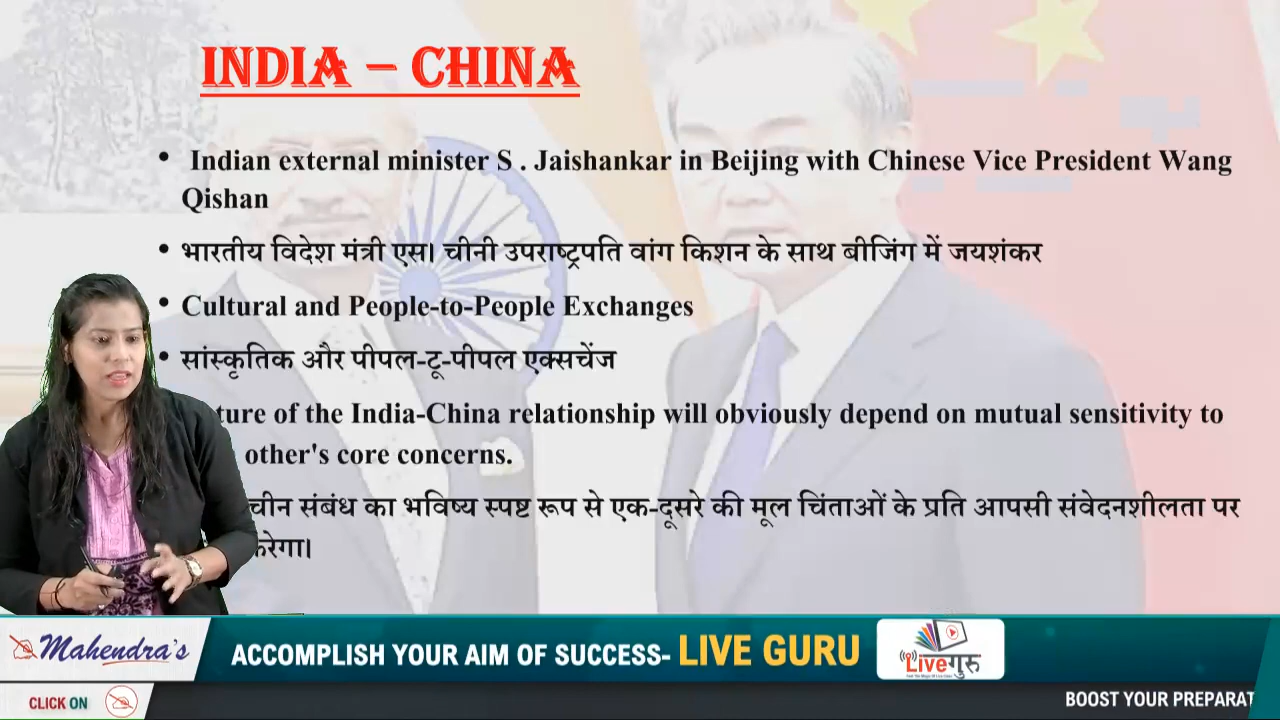 INDIA – CHINA
• Indian external minister S . Jaishankar in Beijing with Chinese Vice President Wang
Qishan
• भारतीय विदेश मंत्री एस। चीनी उपराष्ट्रपति वांग किशन के साथ बीजिंग में जयशंकर
• Cultural and People-to-People Exchanges
• सांस्कृतिक और पीपल-टू-पीपल एक्सचेंज
ture of the India-China relationship will obviously depend on mutual sensitivity to
other's core concerns.
चीन संबंध का भविष्य स्पष्ट रूप से एक-दूसरे की मूल चिंताओं के प्रति आपसी संवेदनशीलता पर
करेगा।
Mahendra's
ACCOMPLISH YOUR AIM OF SUCCESS- LIVE GURU
Liveगुरु
CLICK ON
BOOST YOUR PREPARAT